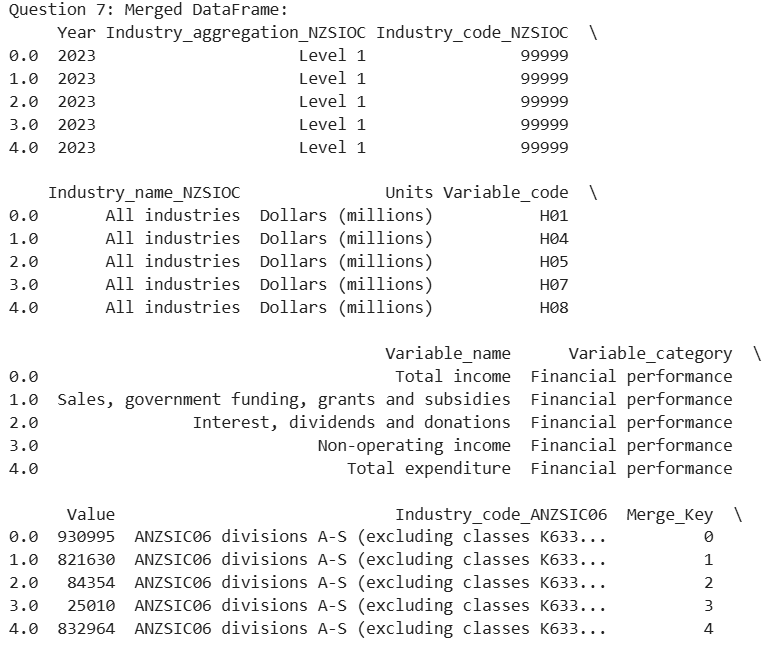 Question 7: Merged DataFrame:
     Year Industry_aggregation_NZSIOC Industry_code_NZSIOC  \
0.0  2023                     Level 1                99999
1.0  2023                     Level 1                99999
2.0  2023                     Level 1                99999
3.0  2023                     Level 1                99999
4.0  2023                     Level 1                99999

    Industry_name_NZSIOC               Units Variable_code  \
0.0       All industries  Dollars (millions)           H01
1.0       All industries  Dollars (millions)           H04
2.0       All industries  Dollars (millions)           H05
3.0       All industries  Dollars (millions)           H07
4.0       All industries  Dollars (millions)           H08

                                       Variable_name      Variable_category  \
0.0                                     Total income  Financial performance
1.0  Sales, government funding, grants and subsidies  Financial performance
2.0                Interest, dividends and donations  Financial performance
3.0                             Non-operating income  Financial performance
4.0                                Total expenditure  Financial performance

      Value                             Industry_code_ANZSIC06  Merge_Key  \
0.0  930995  ANZSIC06 divisions A-S (excluding classes K633...          0
1.0  821630  ANZSIC06 divisions A-S (excluding classes K633...          1
2.0   84354  ANZSIC06 divisions A-S (excluding classes K633...          2
3.0   25010  ANZSIC06 divisions A-S (excluding classes K633...          3
4.0  832964  ANZSIC06 divisions A-S (excluding classes K633...          4